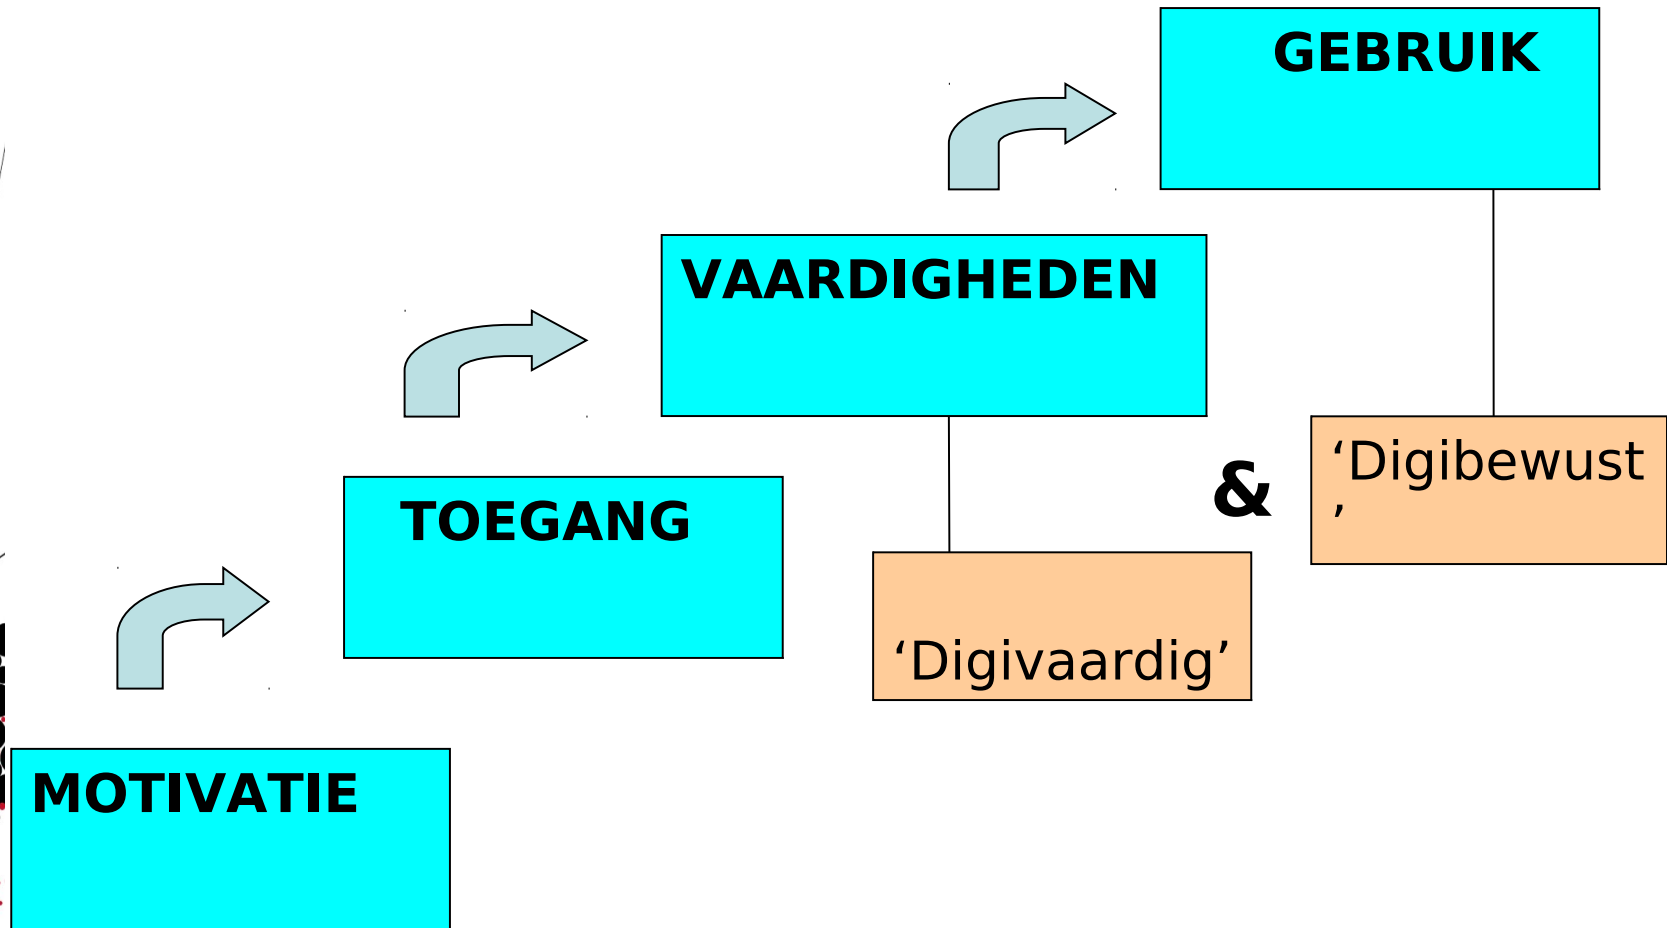 GEBRUIK
VAARDIGHEDEN
‘Digibewust
’
&
TOEGANG
‘Digivaardig’
MOTIVATIE